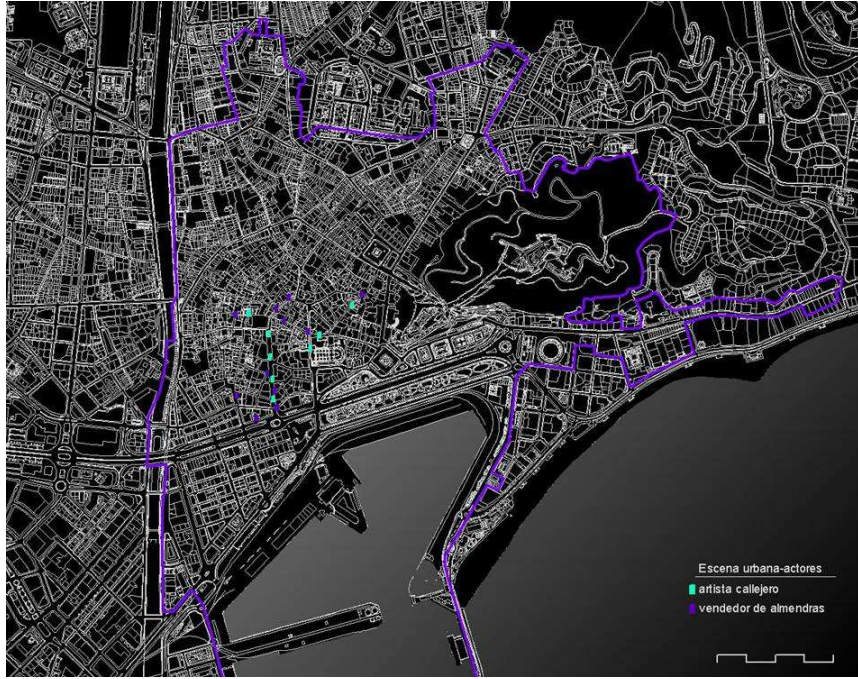 Escena urbana-actores
artista callejero
vendedor de almendras